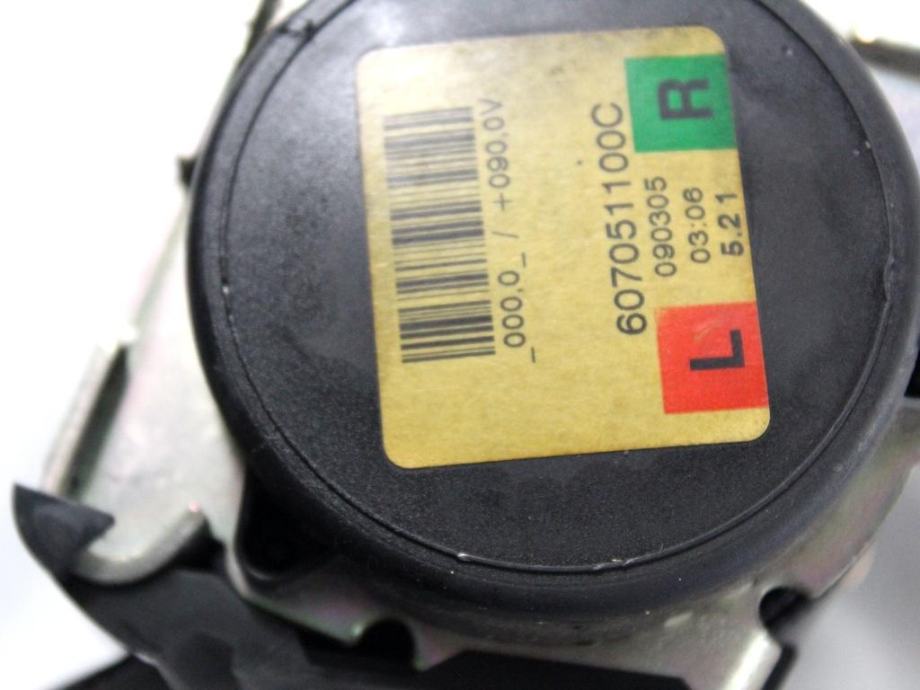 _000,0_ / +090,0V
607051100C
090305
03:06
5.21
L
R